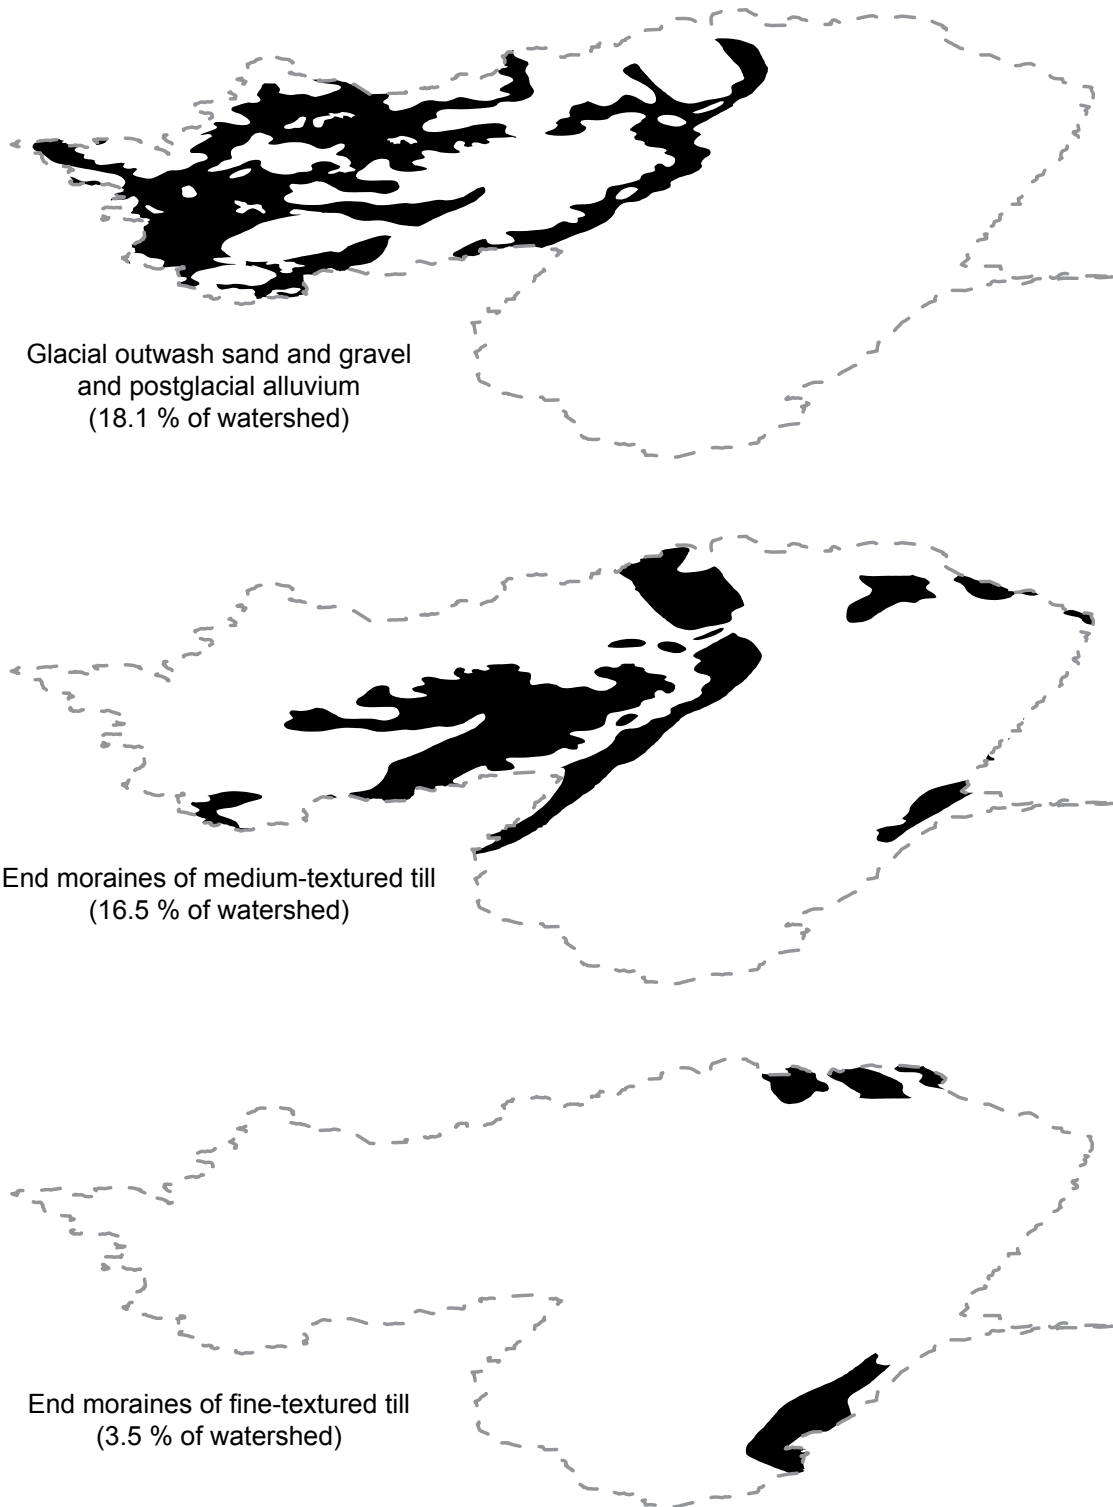 Glacial outwash sand and gravel
and postglacial alluvium
(18.1 % of watershed)
End moraines of medium-textured till
(16.5 % of watershed)
End moraines of fine-textured till
(3.5 % of watershed)